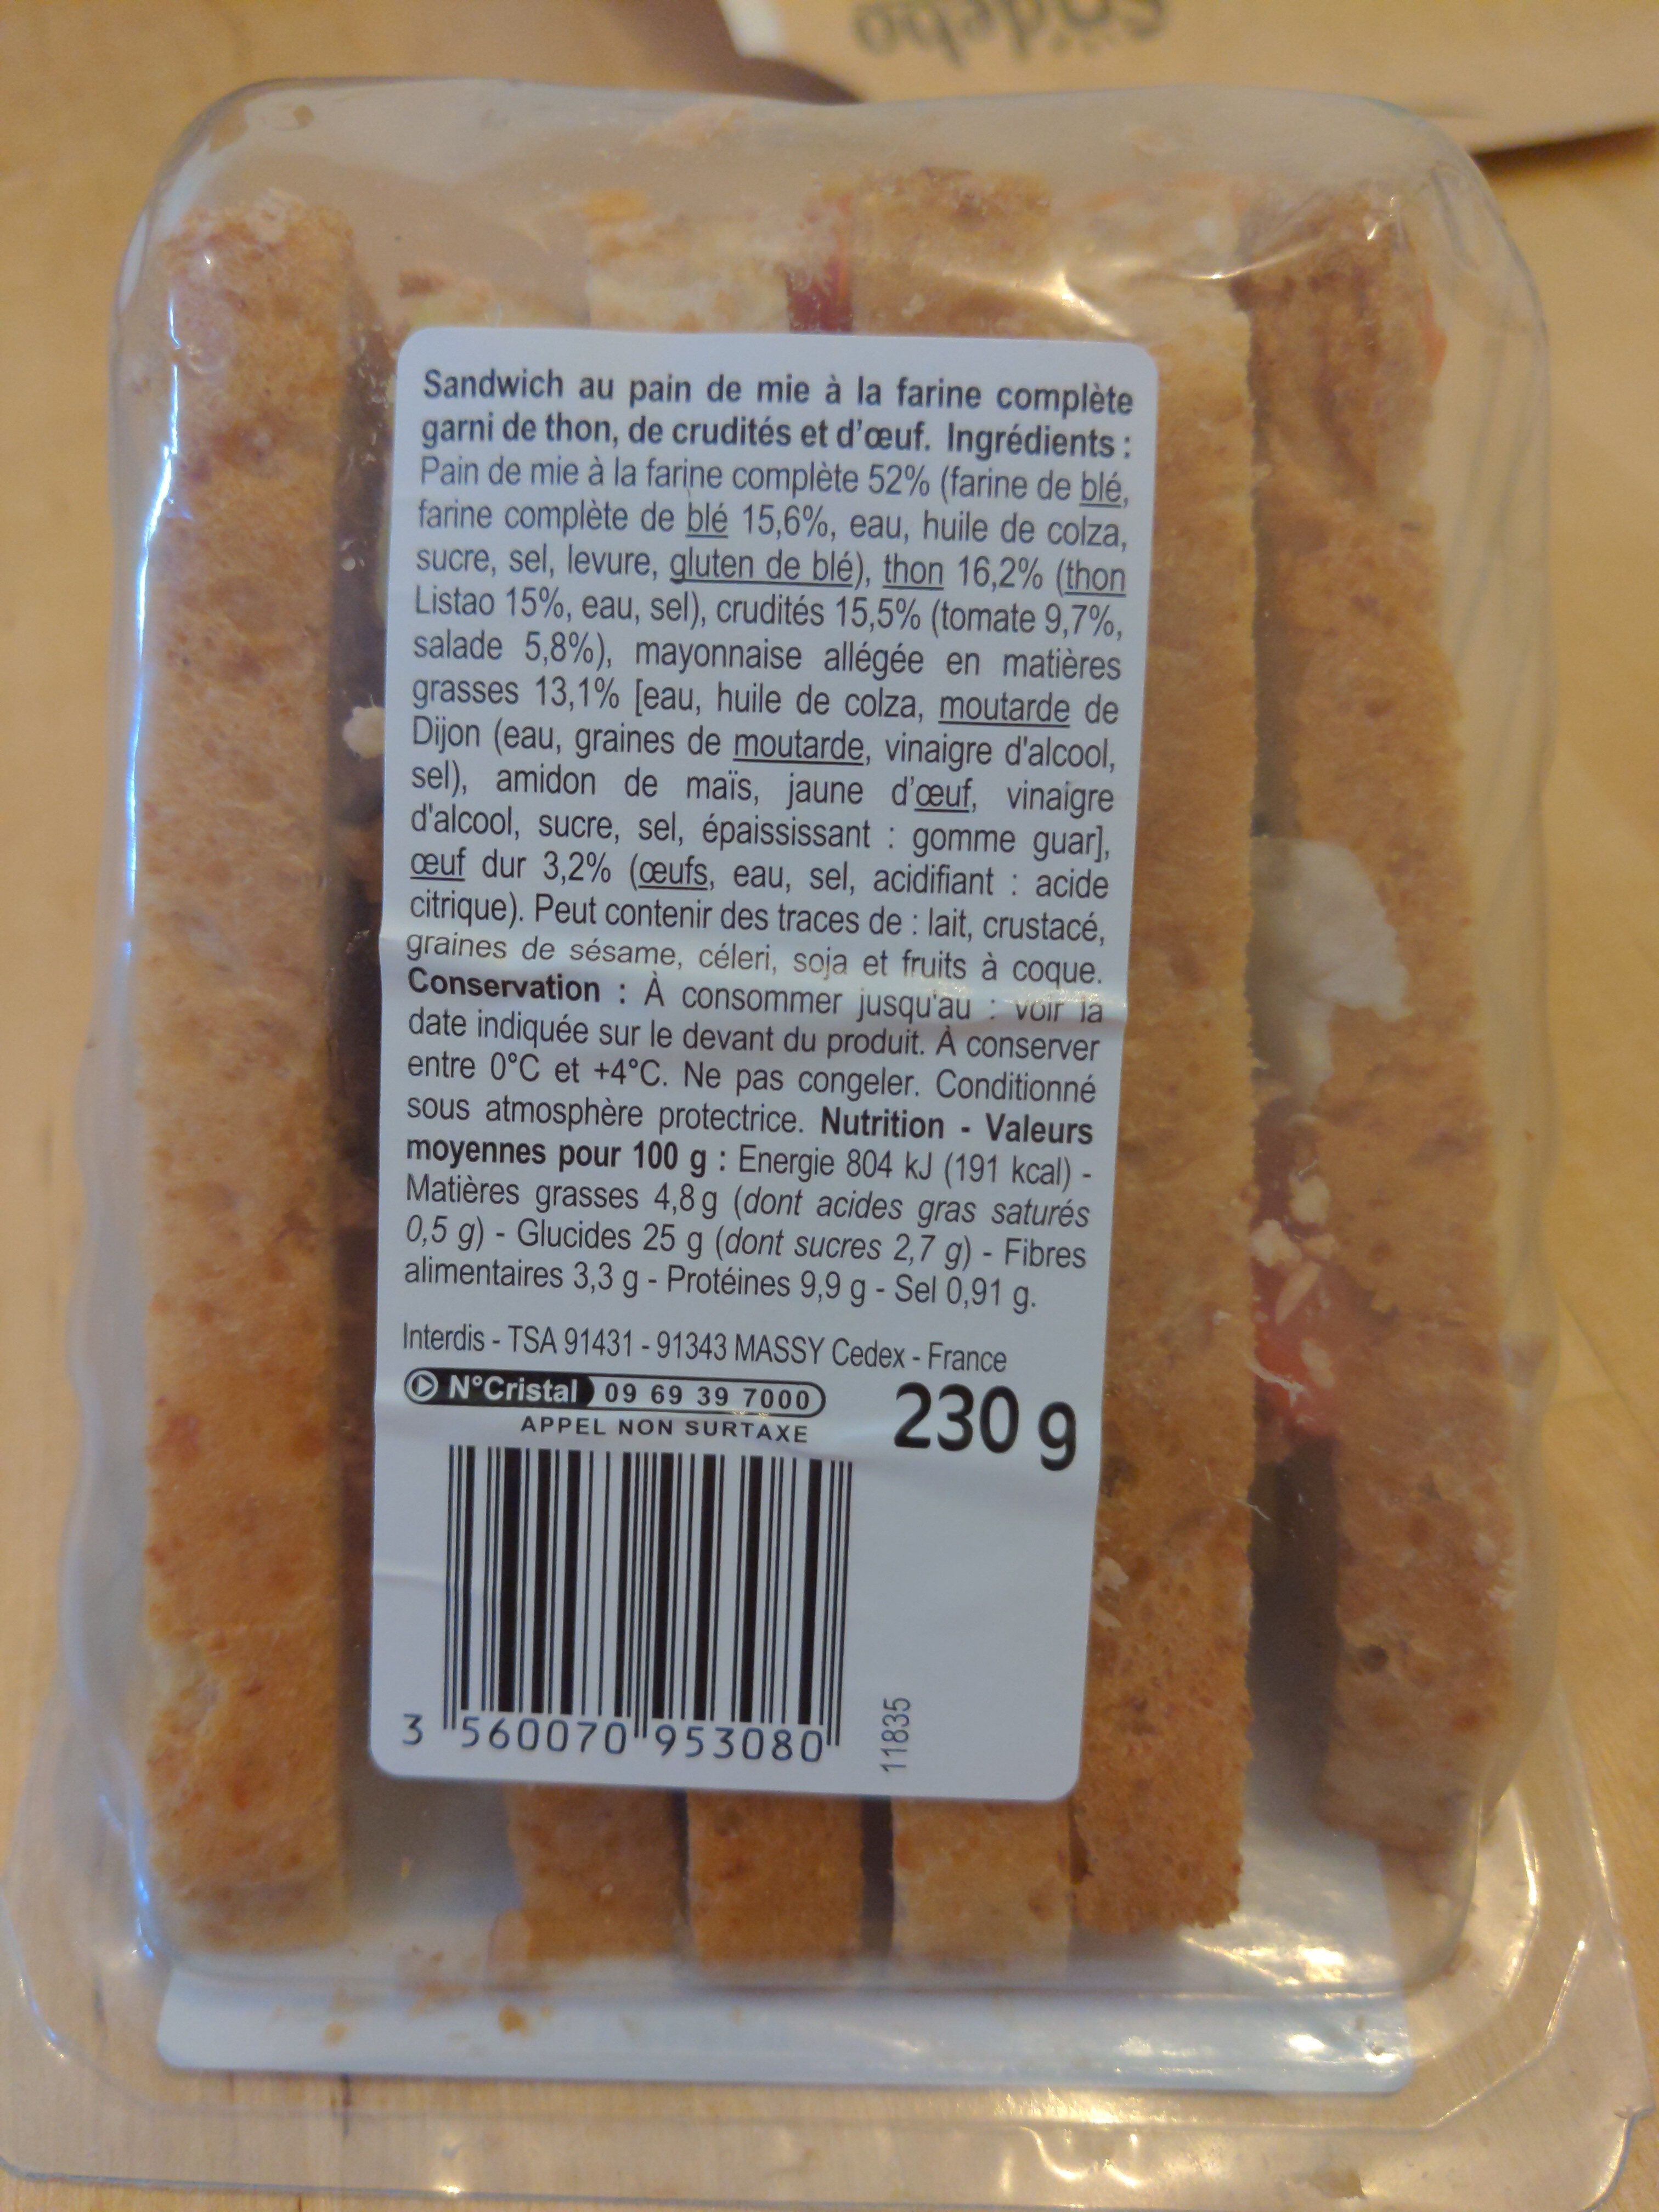 Sodebo
Sandwich au pain de mie à la farine complète
garni de thon, de crudités et d'œuf. Ingrédients :
Pain de mie à la farine complète 52% (farine de blé,
farine complète de blé 15,6%, eau, huile de colza,
sucre, sel, levure, gluten de blé), thon 16,2% (thon
Listao 15%, eau, sel), crudités 15,5% (tomate 9,7%,
salade 5,8%), mayonnaise allégée en matières
grasses 13,1% [eau, huile de colza, moutarde de
Dijon (eau, graines de moutarde, vinaigre d'alcool,
sel), amidon de maïs, jaune d'œuf, vinaigre
d'alcool, sucre, sel, épaississant : gomme guar],
œuf dur 3,2% (œufs, eau, sel, acidifiant : acide
citrique). Peut contenir des traces de : lait, crustacé,
graines de sésame, céleri, soja et fruits à coque.
Conservation : À consommer jusqu'au : voir la
date indiquée sur le devant du produit. À conserver
entre 0°C et +4°C. Ne pas congeler. Conditionné
sous atmosphère protectrice. Nutrition - Valeurs
moyennes pour 100 g : Energie 804 kJ (191 kcal) -
Matières grasses 4,8 g (dont acides gras saturés
0,5 g) - Glucides 25 g (dont sucres 2,7 g) - Fibres
alimentaires 3,3 g - Protéines 9,9 g - Sel 0,91 g.
Interdis - TSA 91431 - 91343 MASSY Cedex - France
N°Cristal 09 69 39 7000
APPEL NON SURTAXE
230 g
3 560070 953080
11835